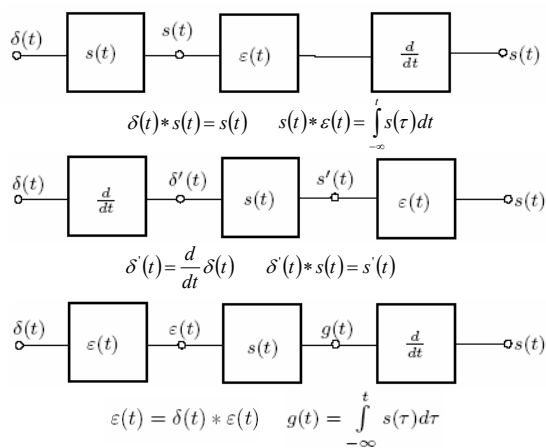 δ(t) s(t) s(t) ε(t) d/dt s(t)
δ(t)*s(t)=s(t) s(t)*ε(t)=∫_{-∞}^{t} s(τ)dt
δ(t) d/dt δ′(t) s(t) s′(t) ε(t) s(t)
δ'(t)=d/dt δ(t) δ'(t)*s(t)=s'(t)
δ(t) ε(t) ε(t) s(t) g(t) d/dt s(t)
ε(t) = δ(t) * ε(t) g(t) = ∫_{-∞}^{t} s(τ)dτ